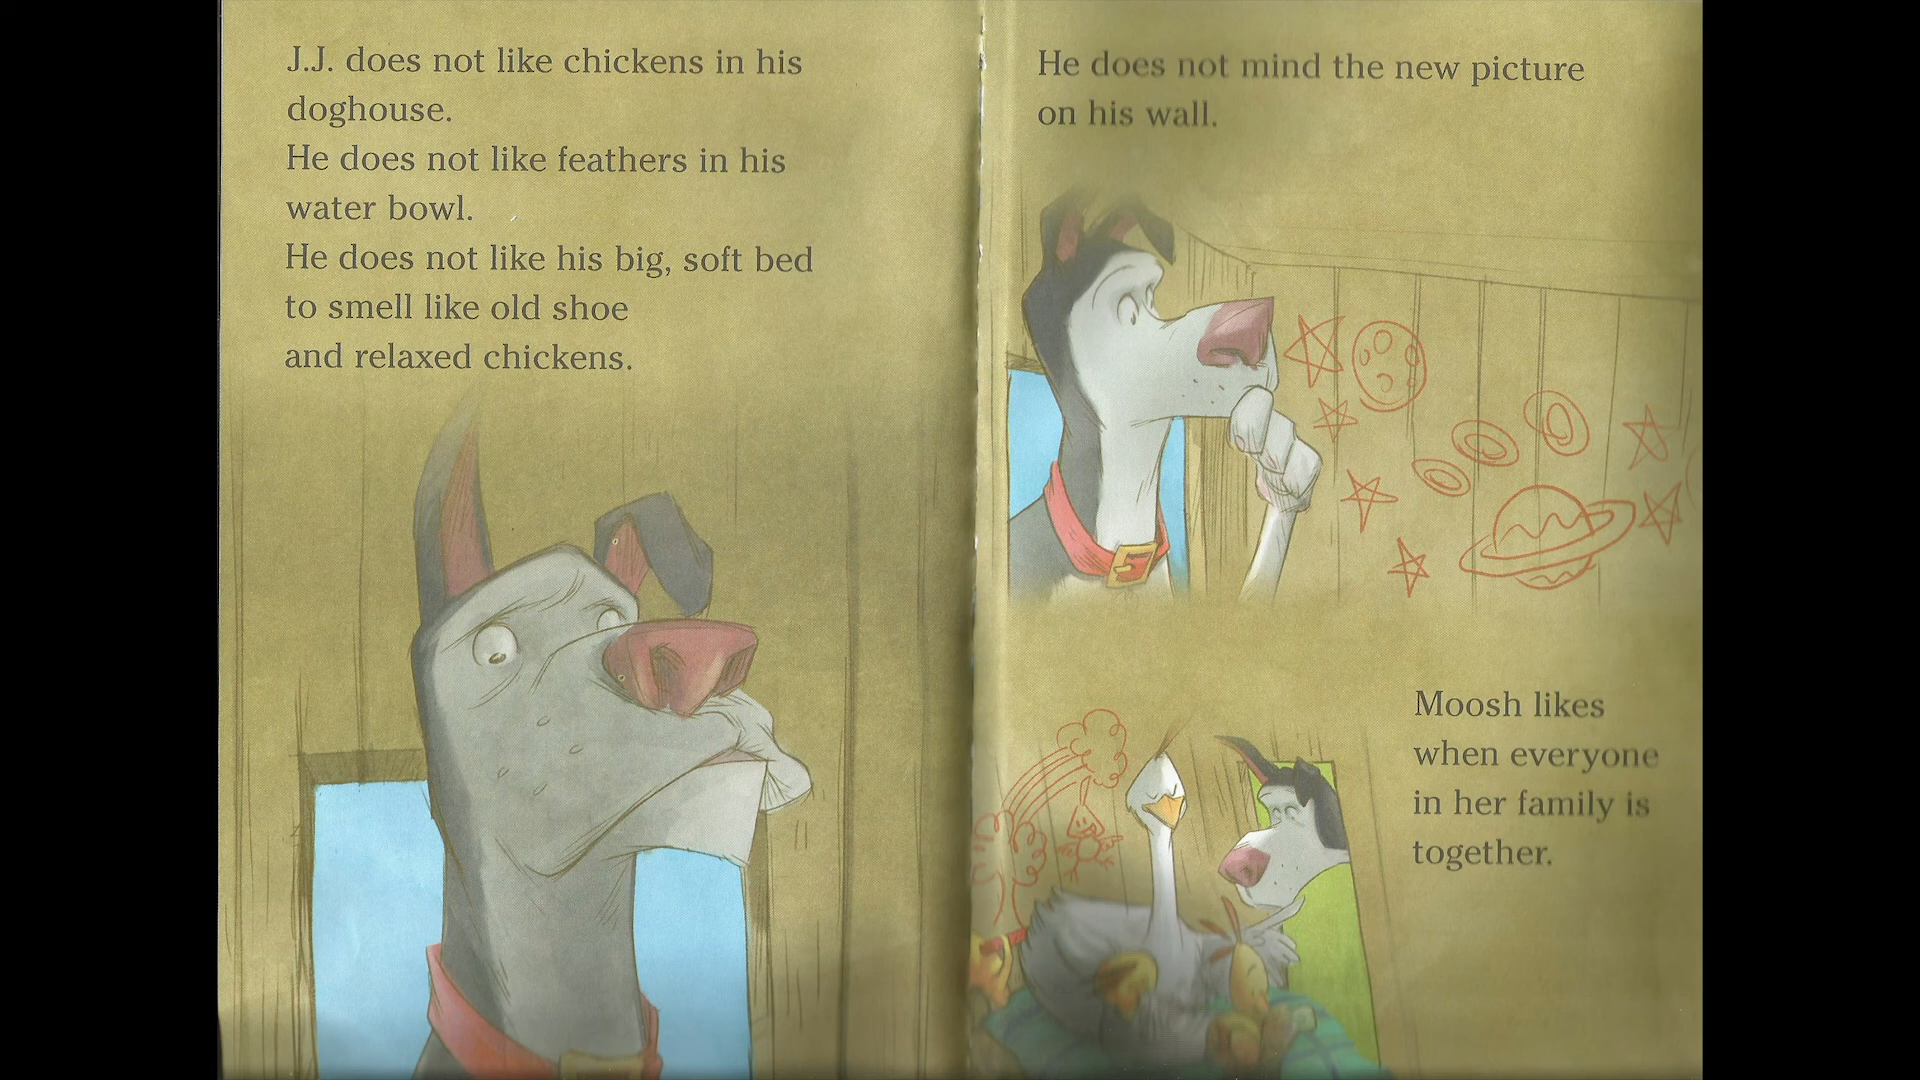 J.J. does not like chickens in his
doghouse.
He does not like feathers in his
water bowl.
He does not like his big, soft bed
to smell like old shoe
and relaxed chickens.
He does not mind the new picture
on his wall.
Moosh likes
when everyone
in her family is
together.